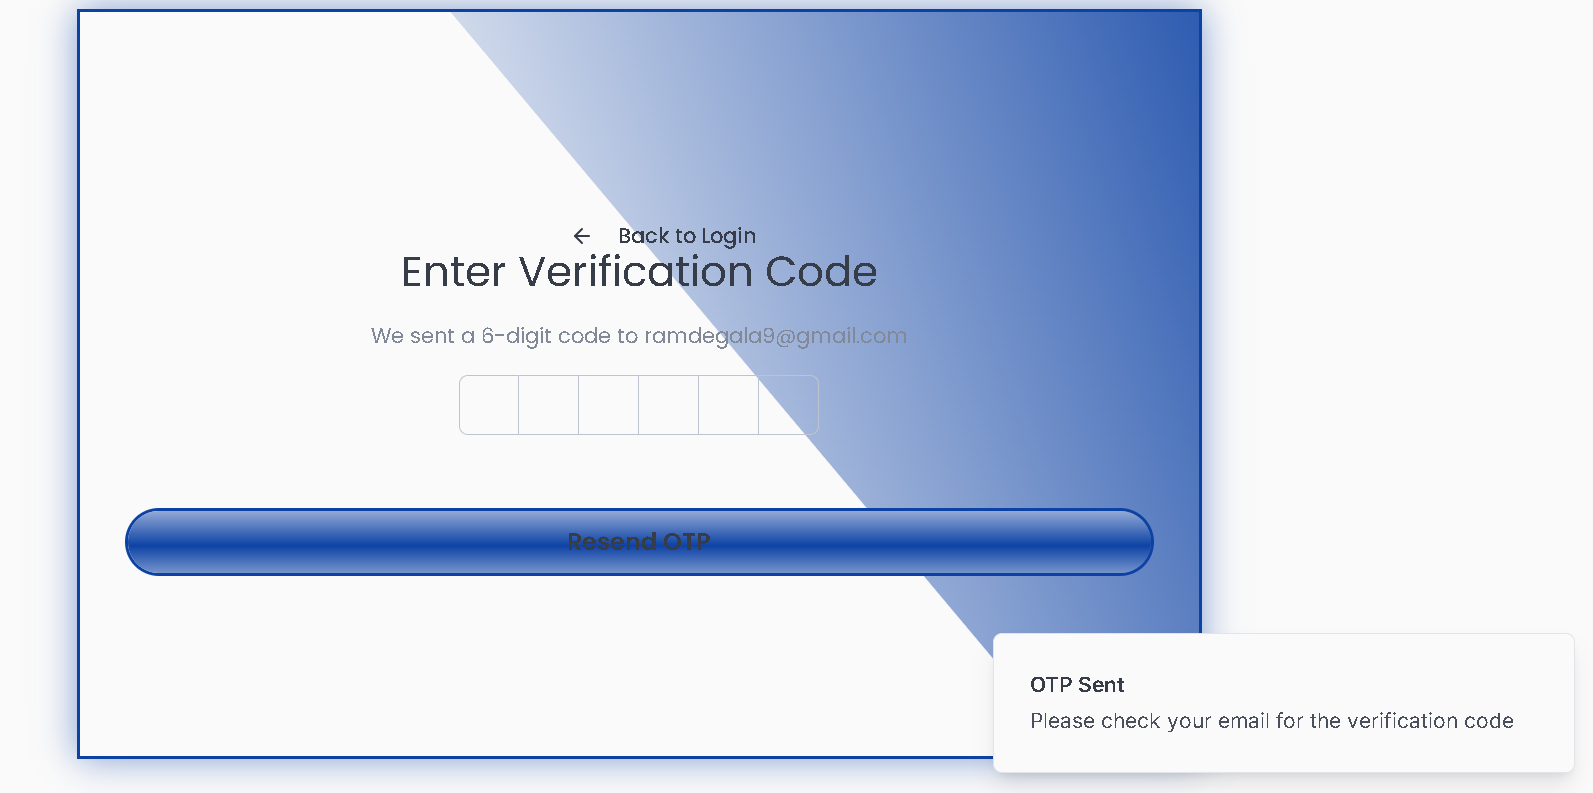 Back to Login
Enter Verification Code
We sent a 6-digit code to ramdegala9@gmail.com
Resend OTP
OTP Sent
Please check your email for the verification code